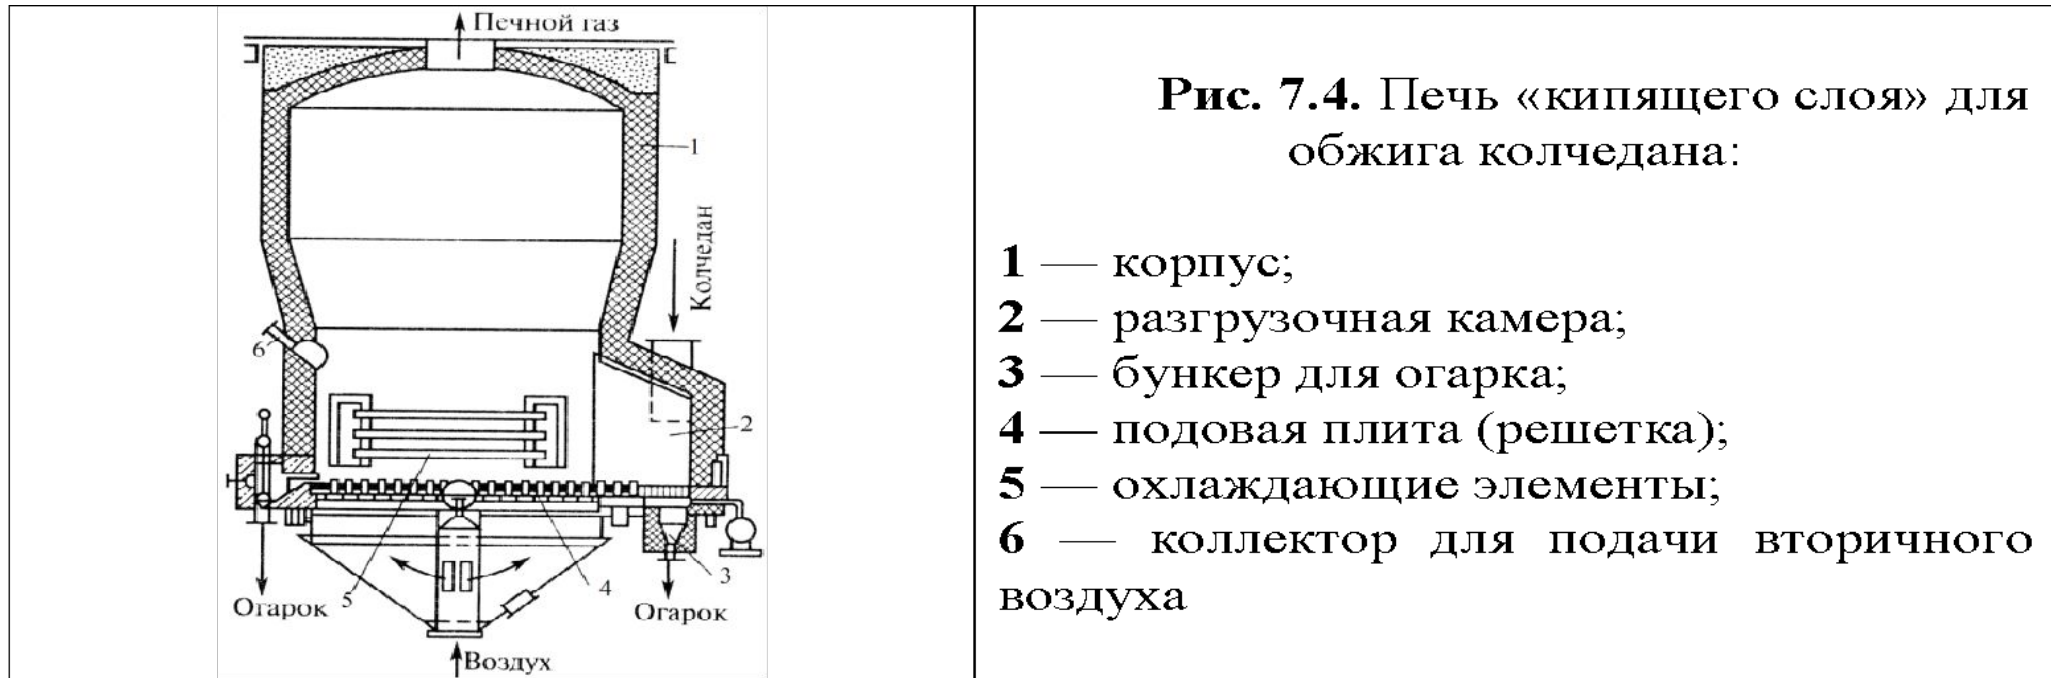 Печной газ
1
Колчедан
6
2
5
4
3
Огарок
Огарок
Воздух
Рис. 7.4. Печь «кипящего слоя» для
обжига колчедана:
1 — корпус;
2 — разгрузочная камера;
3 — бункер для огарка;
4 — подовая плита (решетка);
5 — охлаждающие элементы;
6 — коллектор для подачи вторичного
воздуха